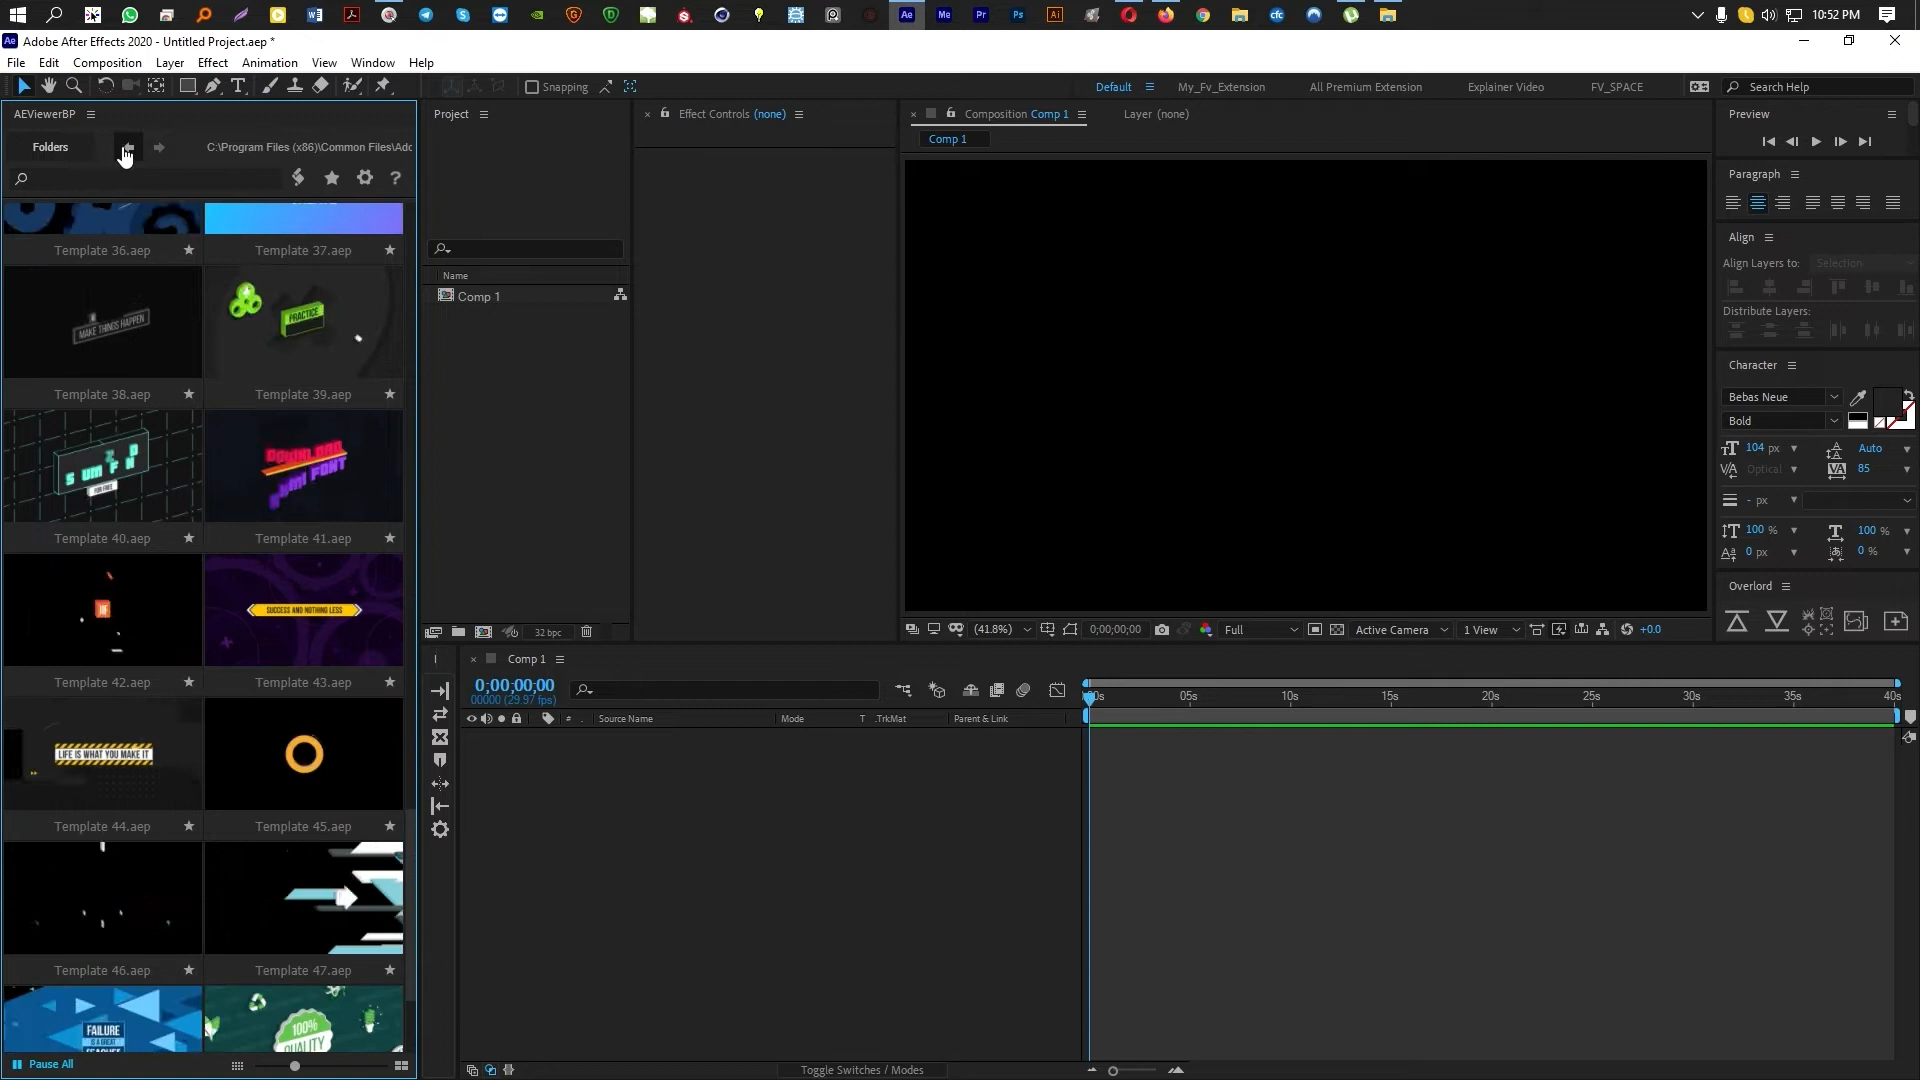 10:52 PM
Adobe After Effects 2020 - Untitled Project.aep *
File Edit Composition Layer Effect Animation View Window Help
Snapping
Default My_Fv_Extension All Premium Extension Explainer Video FV_SPACE Search Help
AEViewerBP
Folders C:\Program Files (x86)\Common Files\Ado
Template 36.aep Template 37.aep
MAKE THINGS HAPPEN
PRACTICE
Template 38.aep Template 39.aep
FOR FREE
DOWNLOAD
FONT
Template 40.aep Template 41.aep
SUCCESS AND NOTHING LESS
Template 42.aep Template 43.aep
LIFE IS WHAT YOU MAKE IT
Template 44.aep Template 45.aep
Template 46.aep Template 47.aep
FAILURE
IS A GREAT
100%
QUALITY
Pause All
Project
Name
Comp 1
32 bpc
Effect Controls (none)
Composition Comp 1 Layer (none)
Comp 1
(41.8%) 0;00;00;00 Full Active Camera 1 View +0.0
Preview
Paragraph
Align
Align Layers to: Selection
Distribute Layers:
Character
Bebas Neue
Bold
104 px Auto
Optical 85
- px
100 % 100 %
0 px 0 %
Overlord
Comp 1
0;00;00;00
00000 (29.97 fps)
# Source Name Mode T .TrkMat Parent & Link
00s 05s 10s 15s 20s 25s 30s 35s 40s
Toggle Switches / Modes